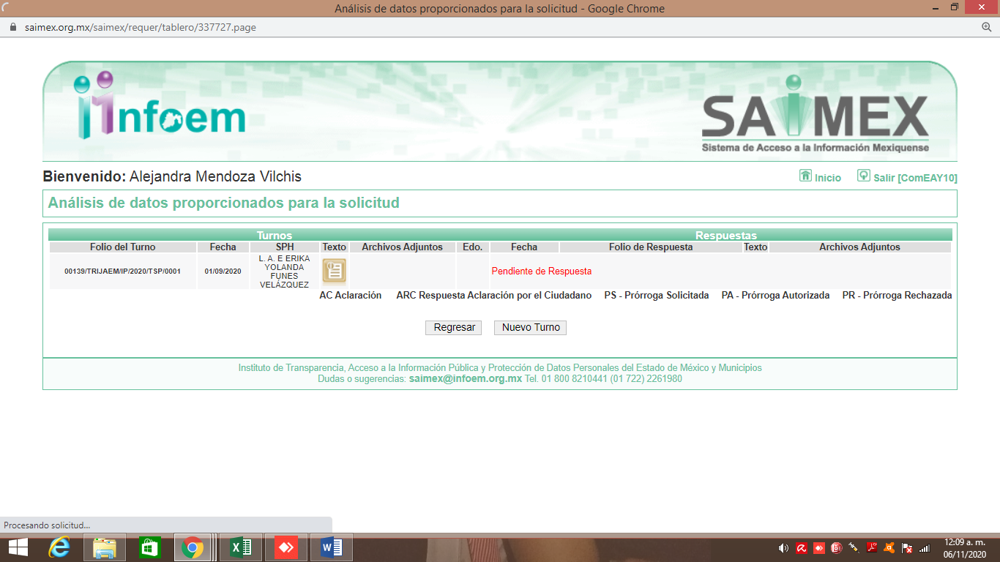 Análisis de datos proporcionados para la solicitud - Google Chrome
saimex.org.mx/saimex/requer/tablero/337727.page
infoem
SAIMEX
Sistema de Acceso a la Información Mexiquense
Bienvenido: Alejandra Mendoza Vilchis
Inicio Salir [ComEAY10]
Análisis de datos proporcionados para la solicitud
Turnos Respuestas
Folio del Turno Fecha SPH Texto Archivos Adjuntos Edo. Fecha Folio de Respuesta Texto Archivos Adjuntos
00139/TRIJAEM/IP/2020/TSP/0001 01/09/2020 L. A. E ERIKA
YOLANDA
FUNES
VELÁZQUEZ
Pendiente de Respuesta
AC Aclaración ARC Respuesta Aclaración por el Ciudadano PS - Prórroga Solicitada PA - Prórroga Autorizada PR - Prórroga Rechazada
Regresar Nuevo Turno
Instituto de Transparencia, Acceso a la Información Pública y Protección de Datos Personales del Estado de México y Municipios
Dudas o sugerencias: saimex@infoem.org.mx Tel. 01 800 8210441 (01 722) 2261980
Procesando solicitud...
12:09 a. m.
06/11/2020